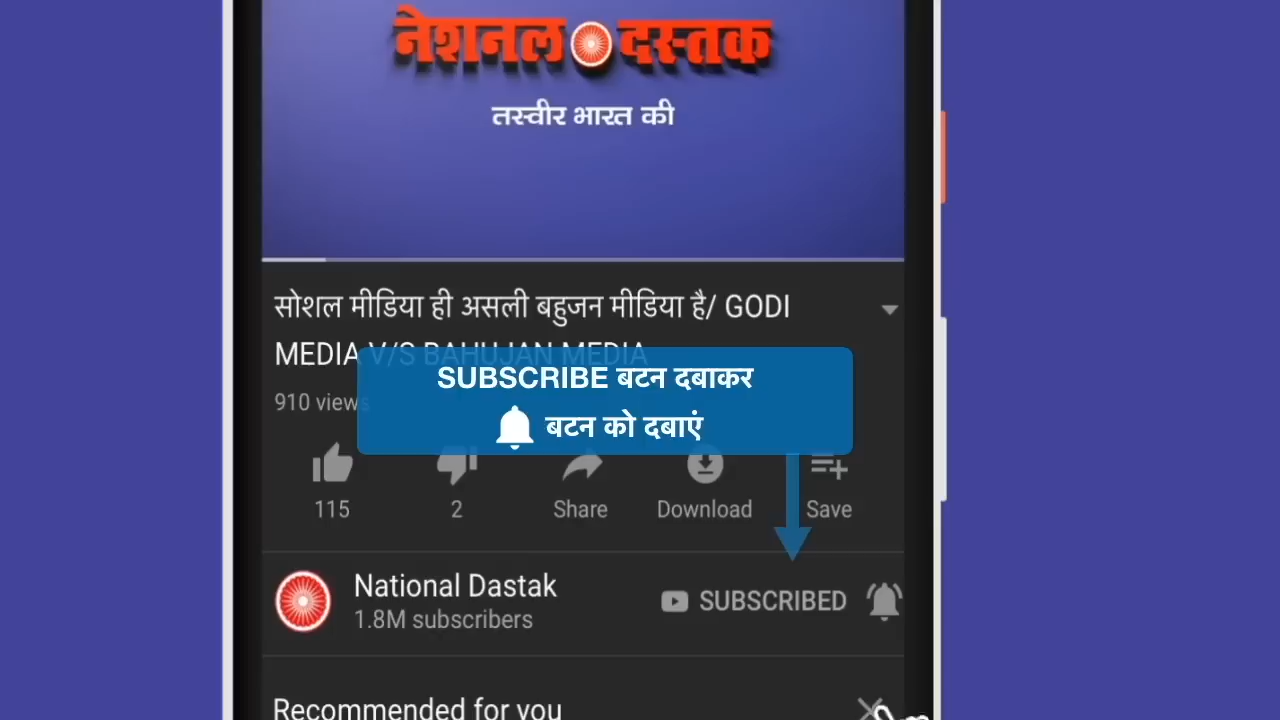 नेशनल दस्तक
तस्वीर भारत की
सोशल मीडिया ही असली बहुजन मीडिया है/ GODI
MEDIA V/S BAHUJAN MEDIA
910 views
SUBSCRIBE बटन दबाकर
बटन को दबाएं
115
2
Share
Download
Save
National Dastak
1.8M subscribers
SUBSCRIBED
Recommended for you